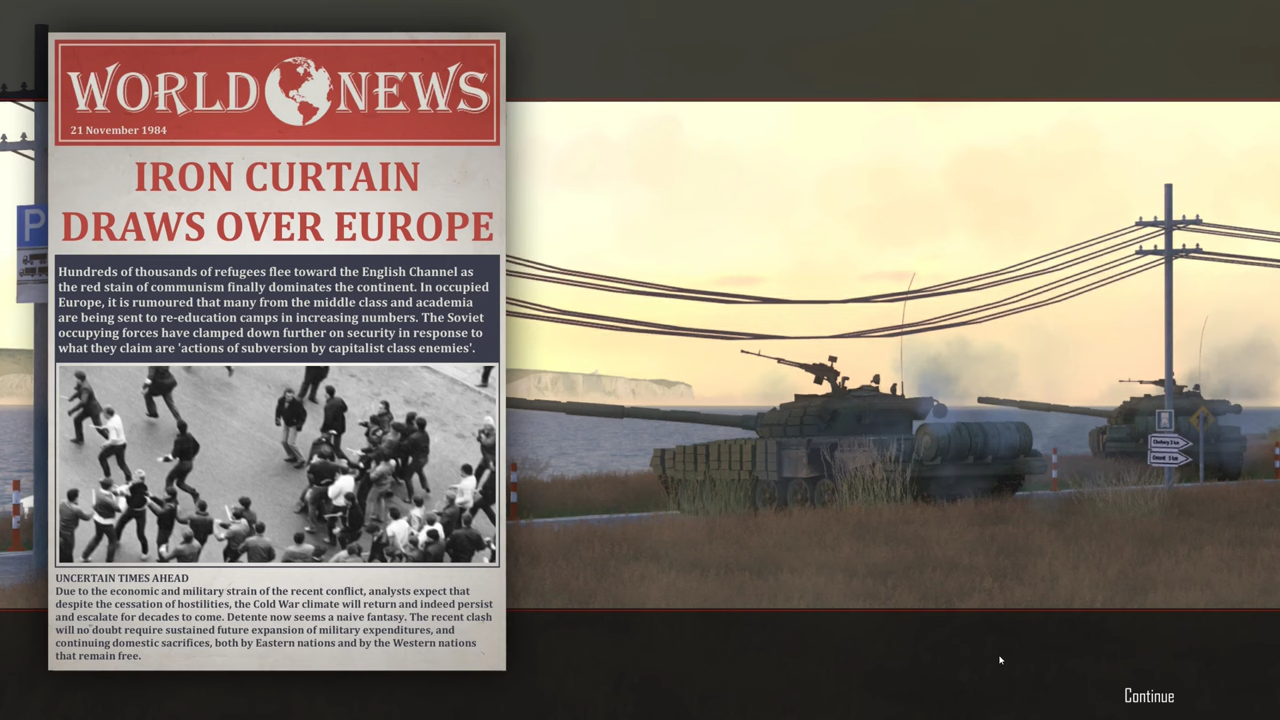 WORLD NEWS
21 November 1984
IRON CURTAIN
DRAWS OVER EUROPE
Hundreds of thousands of refugees flee toward the English Channel as
the red stain of communism finally dominates the continent. In occupied
Europe, it is rumoured that many from the middle class and academia
are being sent to re-education camps in increasing numbers. The Soviet
occupying forces have clamped down further on security in response to
what they claim are 'actions of subversion by capitalist class enemies'.
UNCERTAIN TIMES AHEAD
Due to the economic and military strain of the recent conflict, analysts expect that
despite the cessation of hostilities, the Cold War climate will return and indeed persist
and escalate for decades to come. Detente now seems a naive fantasy. The recent clash
will no doubt require sustained future expansion of military expenditures, and
continuing domestic sacrifices, both by Eastern nations and by the Western nations
that remain free.
P
Continue